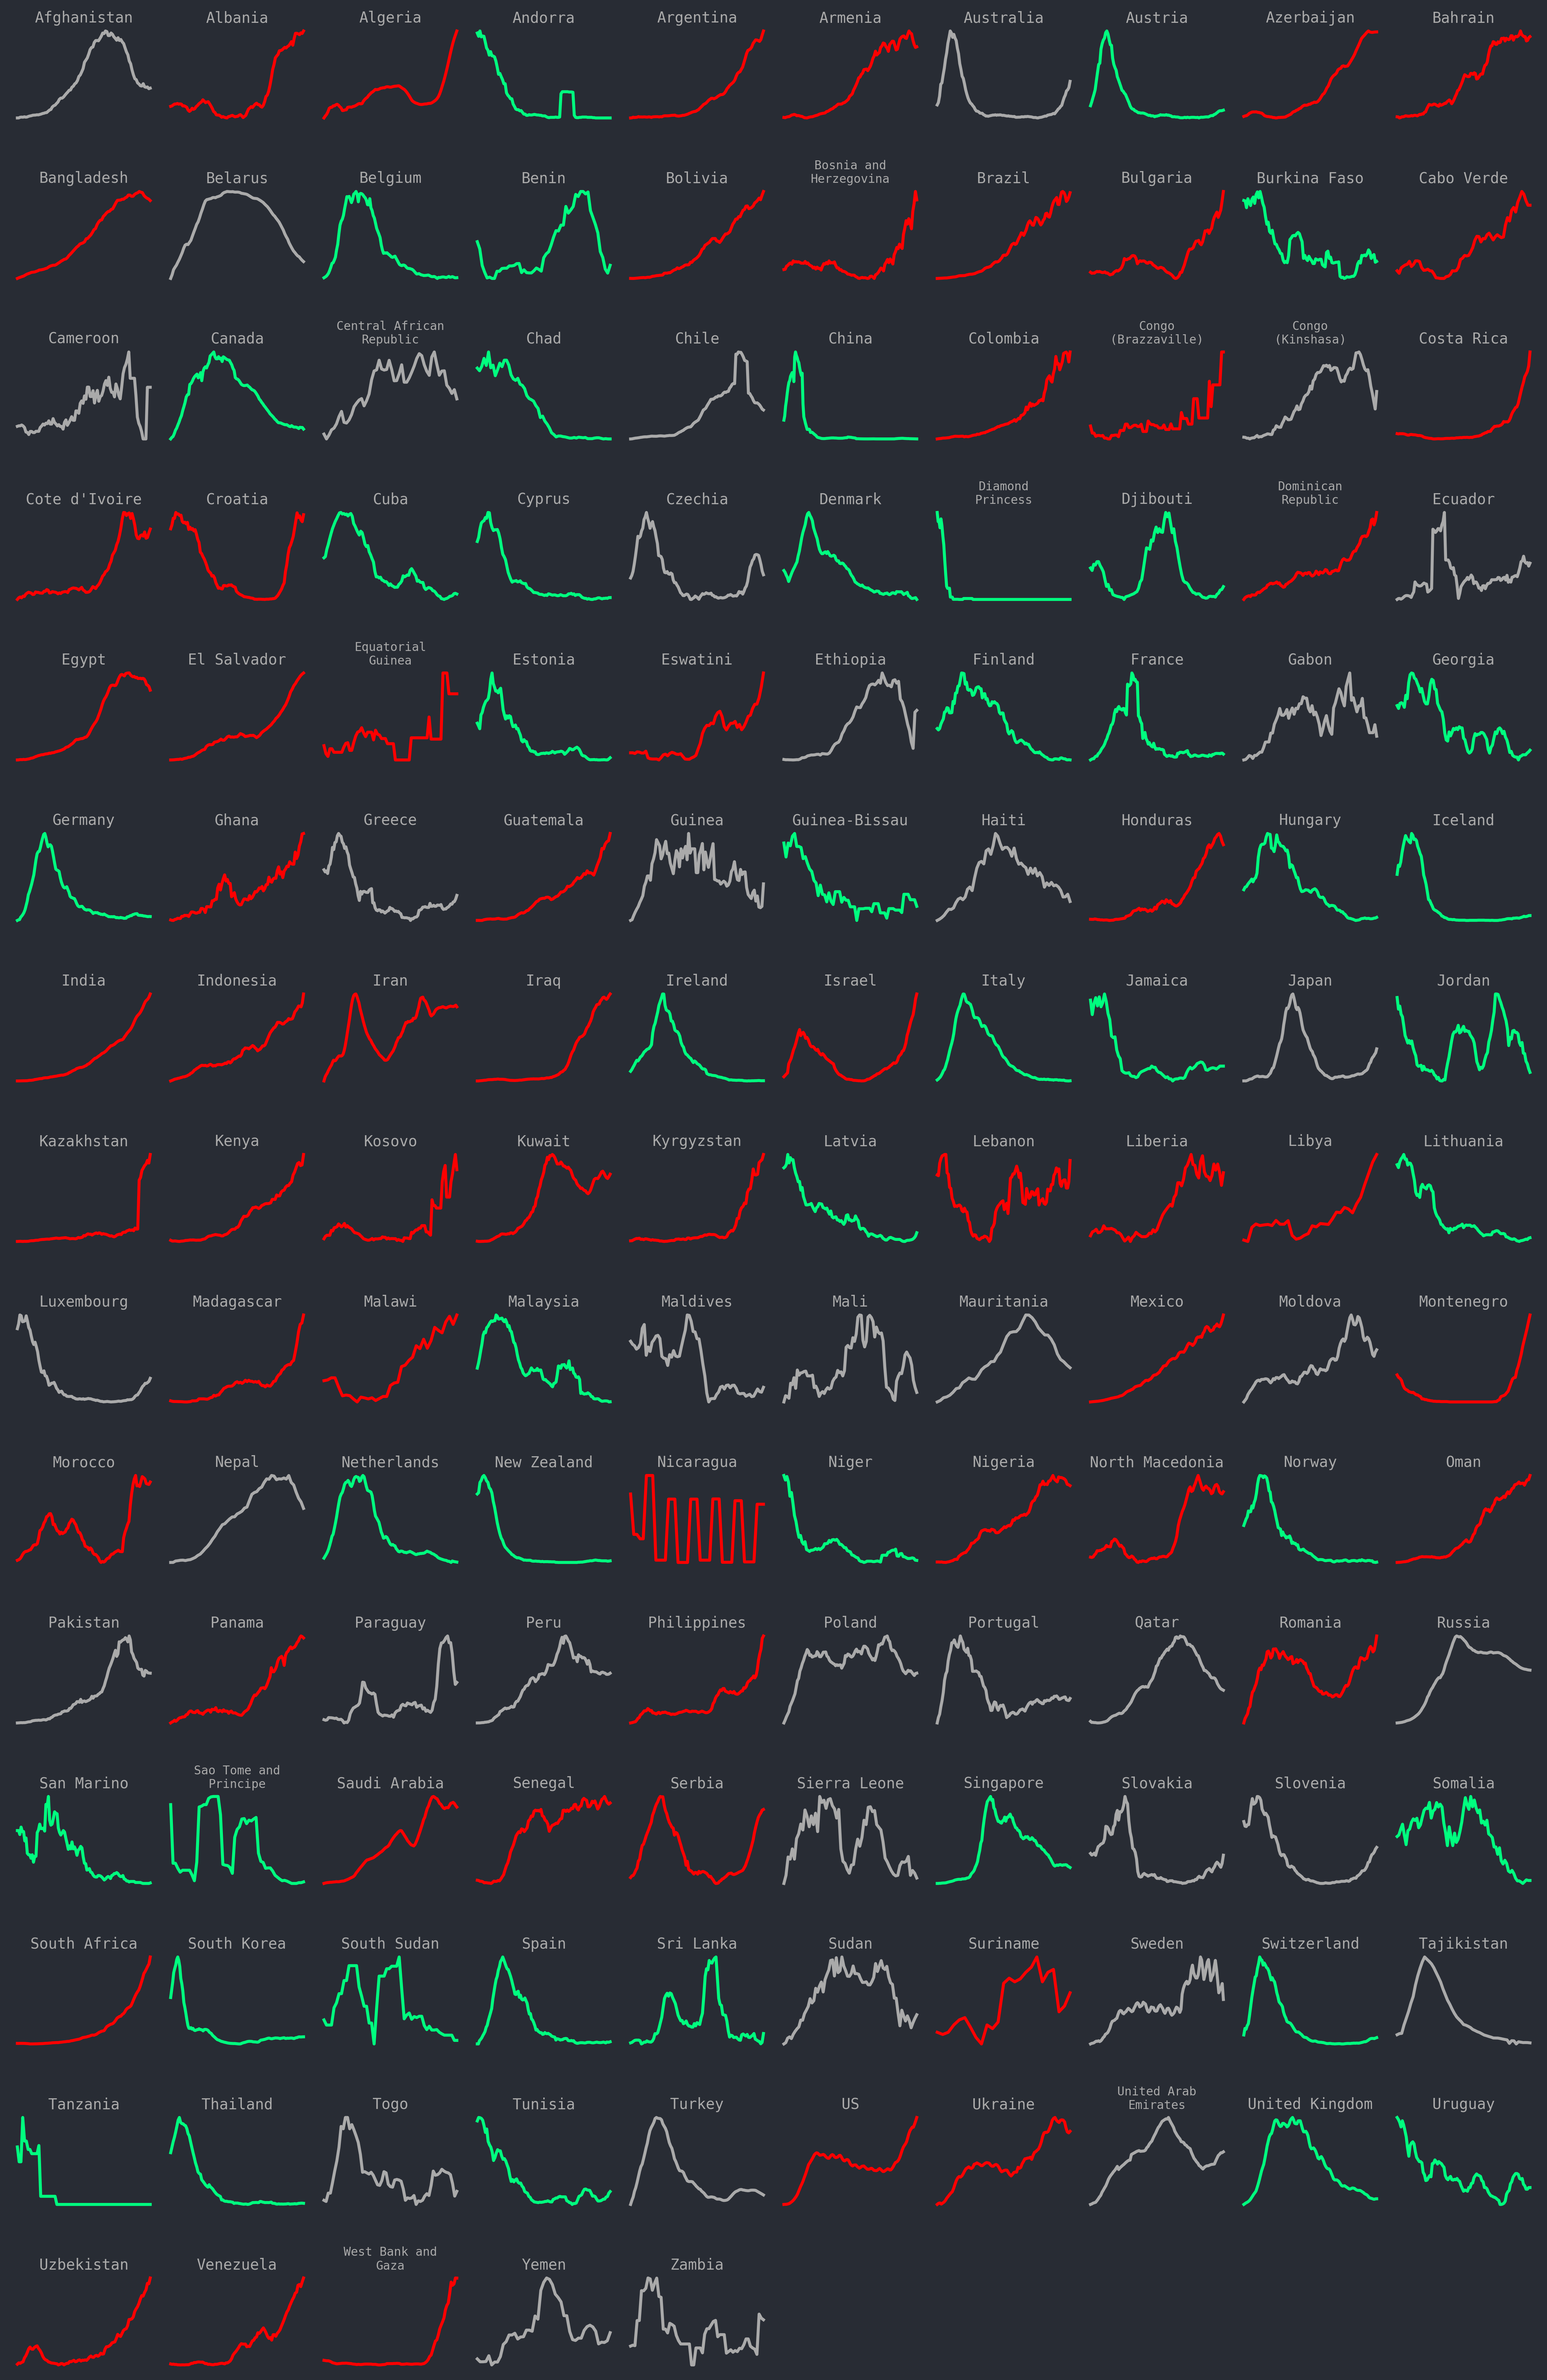 Afghanistan
Albania
Algeria
Andorra
Argentina
Armenia
Australia
Austria
Azerbaijan
Bahrain
Bangladesh
Belarus
Belgium
Benin
Bolivia
Bosnia and
Herzegovina
Brazil
Bulgaria
Burkina Faso
Cabo Verde
Cameroon
Canada
Central African
Republic
Chad
Chile
China
Colombia
Congo
(Brazzaville)
Congo
(Kinshasa)
Costa Rica
Cote d'Ivoire
Croatia
Cuba
Cyprus
Czechia
Denmark
Diamond
Princess
Djibouti
Dominican
Republic
Ecuador
Egypt
El Salvador
Equatorial
Guinea
Estonia
Eswatini
Ethiopia
Finland
France
Gabon
Georgia
Germany
Ghana
Greece
Guatemala
Guinea
Guinea-Bissau
Haiti
Honduras
Hungary
Iceland
India
Indonesia
Iran
Iraq
Ireland
Israel
Italy
Jamaica
Japan
Jordan
Kazakhstan
Kenya
Kosovo
Kuwait
Kyrgyzstan
Latvia
Lebanon
Liberia
Libya
Lithuania
Luxembourg
Madagascar
Malawi
Malaysia
Maldives
Mali
Mauritania
Mexico
Moldova
Montenegro
Morocco
Nepal
Netherlands
New Zealand
Nicaragua
Niger
Nigeria
North Macedonia
Norway
Oman
Pakistan
Panama
Paraguay
Peru
Philippines
Poland
Portugal
Qatar
Romania
Russia
San Marino
Sao Tome and
Principe
Saudi Arabia
Senegal
Serbia
Sierra Leone
Singapore
Slovakia
Slovenia
Somalia
South Africa
South Korea
South Sudan
Spain
Sri Lanka
Sudan
Suriname
Sweden
Switzerland
Tajikistan
Tanzania
Thailand
Togo
Tunisia
Turkey
US
Ukraine
United Arab
Emirates
United Kingdom
Uruguay
Uzbekistan
Venezuela
West Bank and
Gaza
Yemen
Zambia